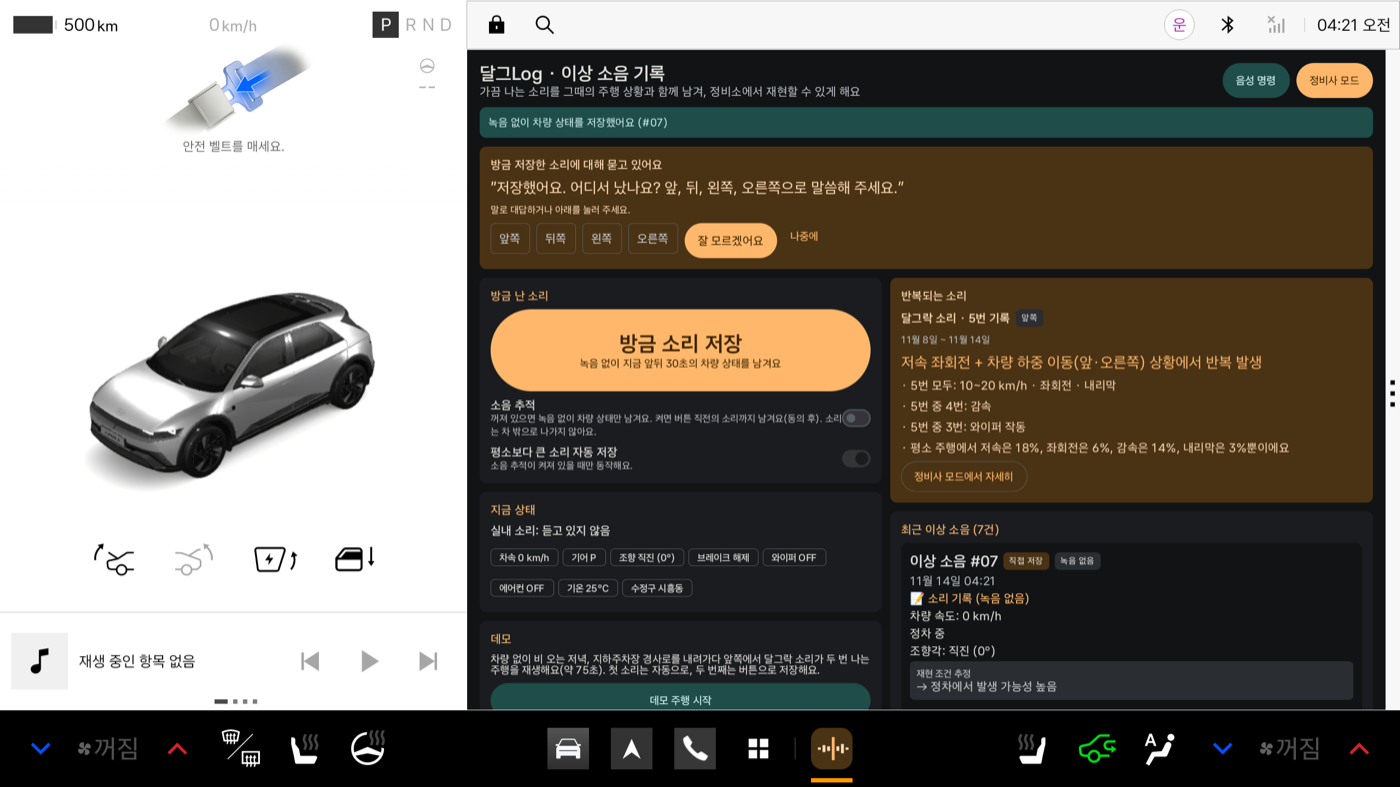 500km
0km/h
P R N D
운
04:21 오전
--
안전 벨트를 매세요.
재생 중인 항목 없음
달그Log · 이상 소음 기록
가끔 나는 소리를 그때의 주행 상황과 함께 남겨, 정비소에서 재현할 수 있게 해요
음성 명령
정비사 모드
녹음 없이 차량 상태를 저장했어요 (#07)
방금 저장한 소리에 대해 묻고 있어요
"저장했어요. 어디서 났나요? 앞, 뒤, 왼쪽, 오른쪽으로 말씀해 주세요."
말로 대답하거나 아래를 눌러 주세요.
앞쪽
뒤쪽
왼쪽
오른쪽
잘 모르겠어요
나중에
방금 난 소리
방금 소리 저장
녹음 없이 지금 앞뒤 30초의 차량 상태를 남겨요
소음 추적
꺼져 있으면 녹음 없이 차량 상태만 남겨요. 켜면 버튼 직전의 소리까지 남겨요(동의 후). 소리
는 차 밖으로 나가지 않아요.
평소보다 큰 소리 자동 저장
소음 추적이 켜져 있을 때만 동작해요.
지금 상태
실내 소리: 듣고 있지 않음
차속 0 km/h
기어 P
조향 직진 (0°)
브레이크 해제
와이퍼 OFF
에어컨 OFF
기온 25°C
수정구 시흥동
데모
차량 없이 비 오는 저녁, 지하주차장 경사로를 내려가다 앞쪽에서 달그락 소리가 두 번 나는
주행을 재생해요(약 75초). 첫 소리는 자동으로, 두 번째는 버튼으로 저장해요.
데모 주행 시작
반복되는 소리
달그락 소리 · 5번 기록
앞쪽
11월 8일 ~ 11월 14일
저속 좌회전 + 차량 하중 이동(앞·오른쪽) 상황에서 반복 발생
· 5번 모두: 10~20 km/h · 좌회전 · 내리막
· 5번 중 4번: 감속
· 5번 중 3번: 와이퍼 작동
· 평소 주행에서 저속은 18%, 좌회전은 6%, 감속은 14%, 내리막은 3%뿐이에요
정비사 모드에서 자세히
최근 이상 소음 (7건)
이상 소음 #07
직접 저장
녹음 없음
11월 14일 04:21
📝 소리 기록 (녹음 없음)
차량 속도: 0 km/h
정차 중
조향각: 직진 (0°)
재현 조건 추정
→ 정차에서 발생 가능성 높음
꺼짐
A
꺼짐